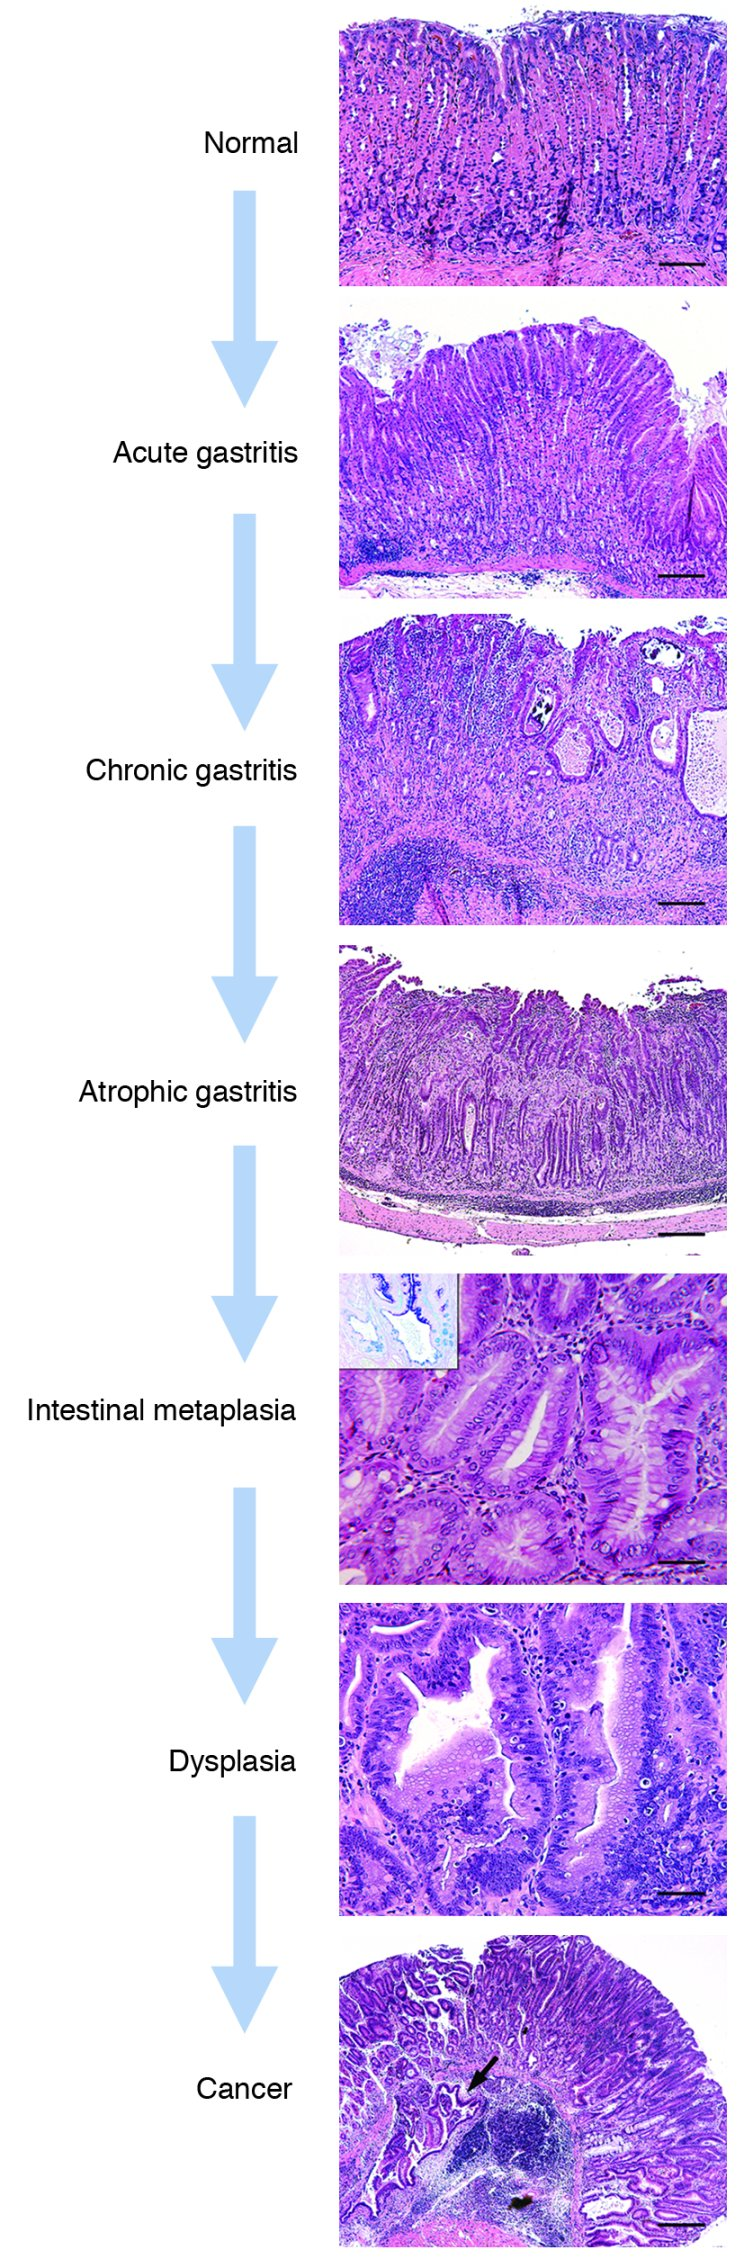 Normal
Acute gastritis
Chronic gastritis
Atrophic gastritis
Intestinal metaplasia
Dysplasia
Cancer